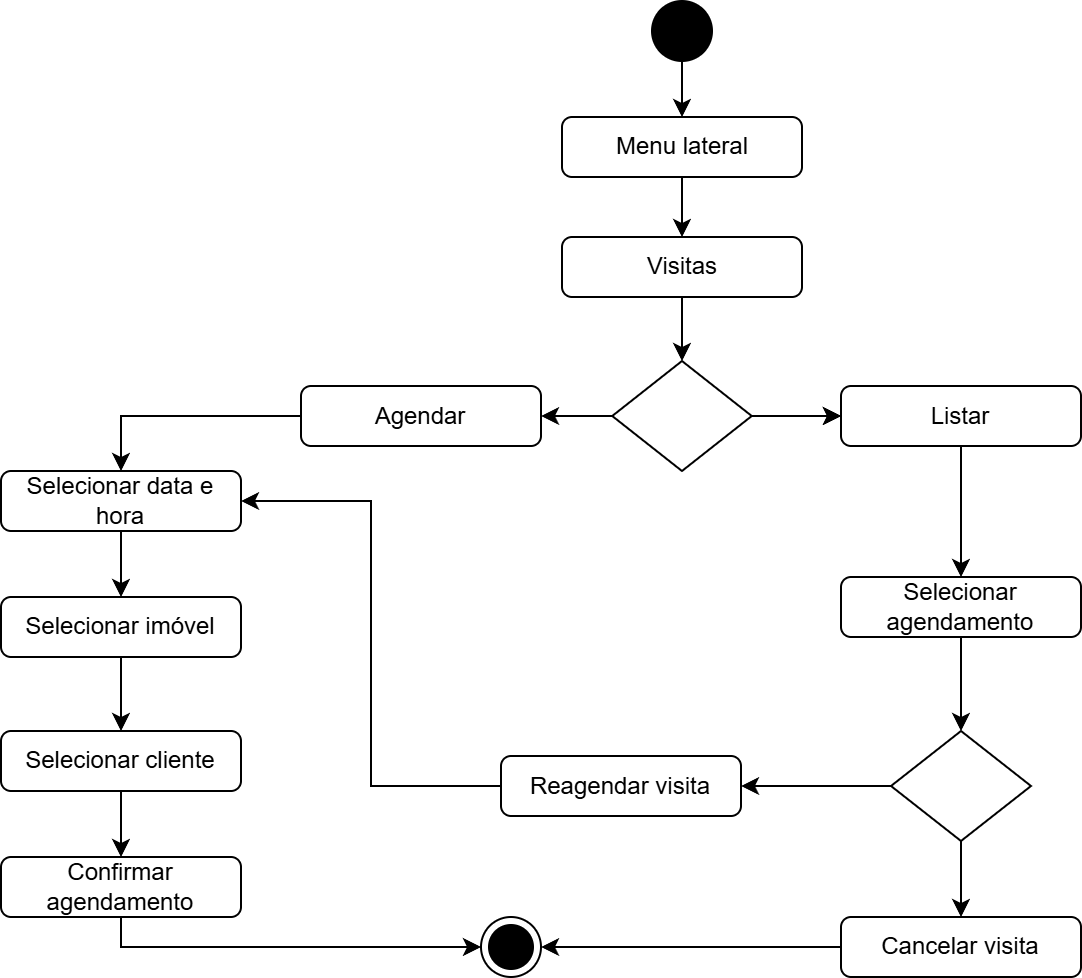 Menu lateral
Visitas
Agendar
Listar
Selecionar data e
hora
Selecionar
agendamento
Selecionar imóvel
Selecionar cliente
Reagendar visita
Confirmar
agendamento
Cancelar visita